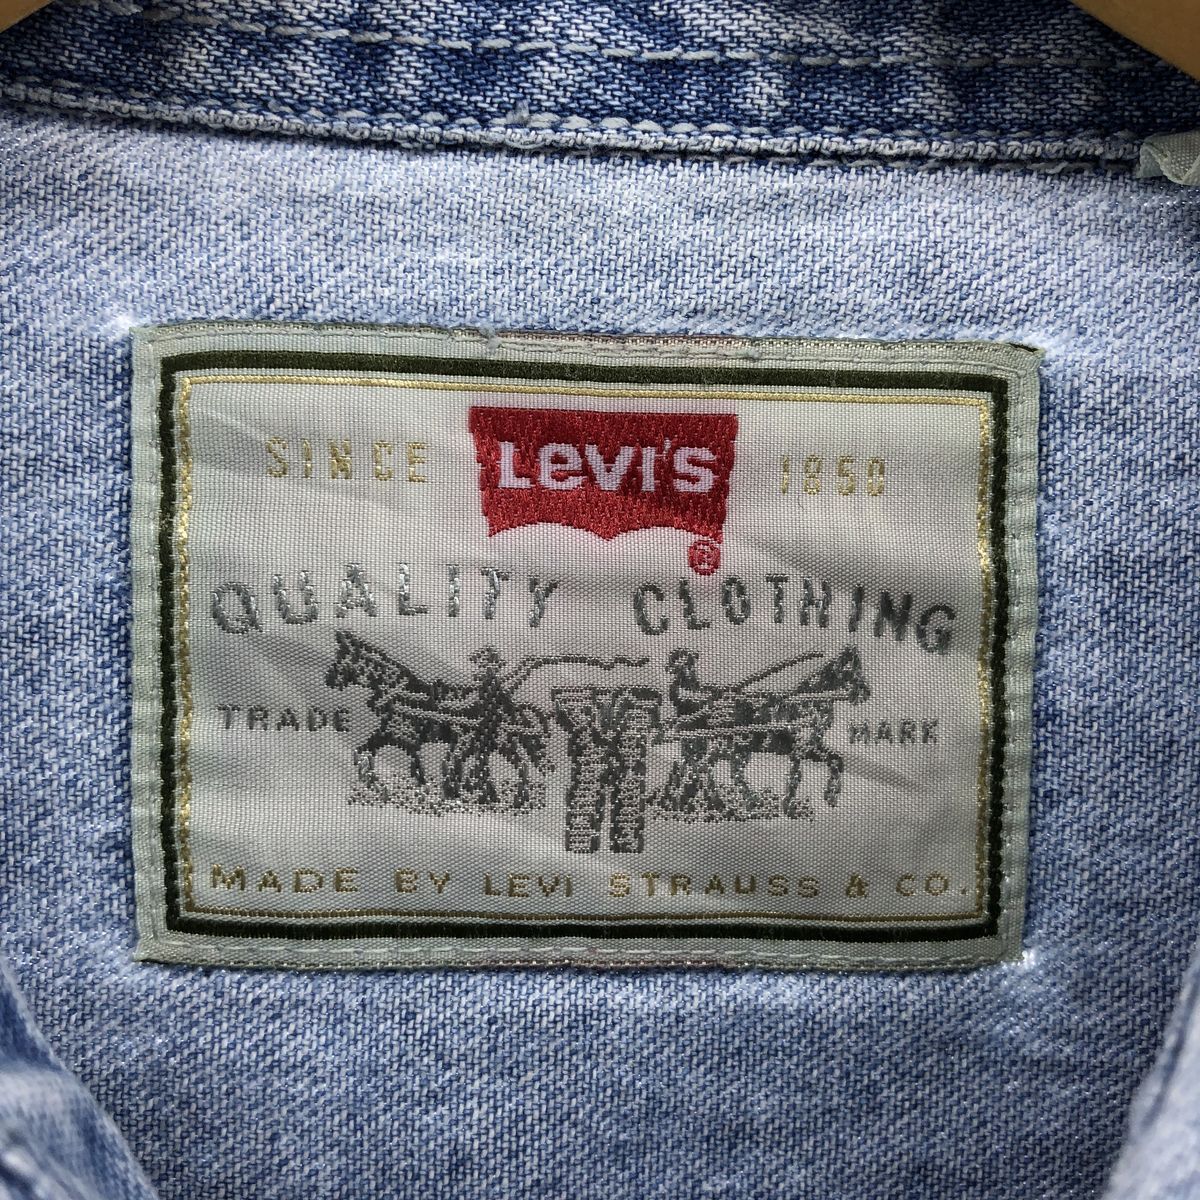 SINCE LEVI'S 1850
®
QUALITY CLOTHING
TRADE MARK
MADE BY LEVI STRAUSS & CO.